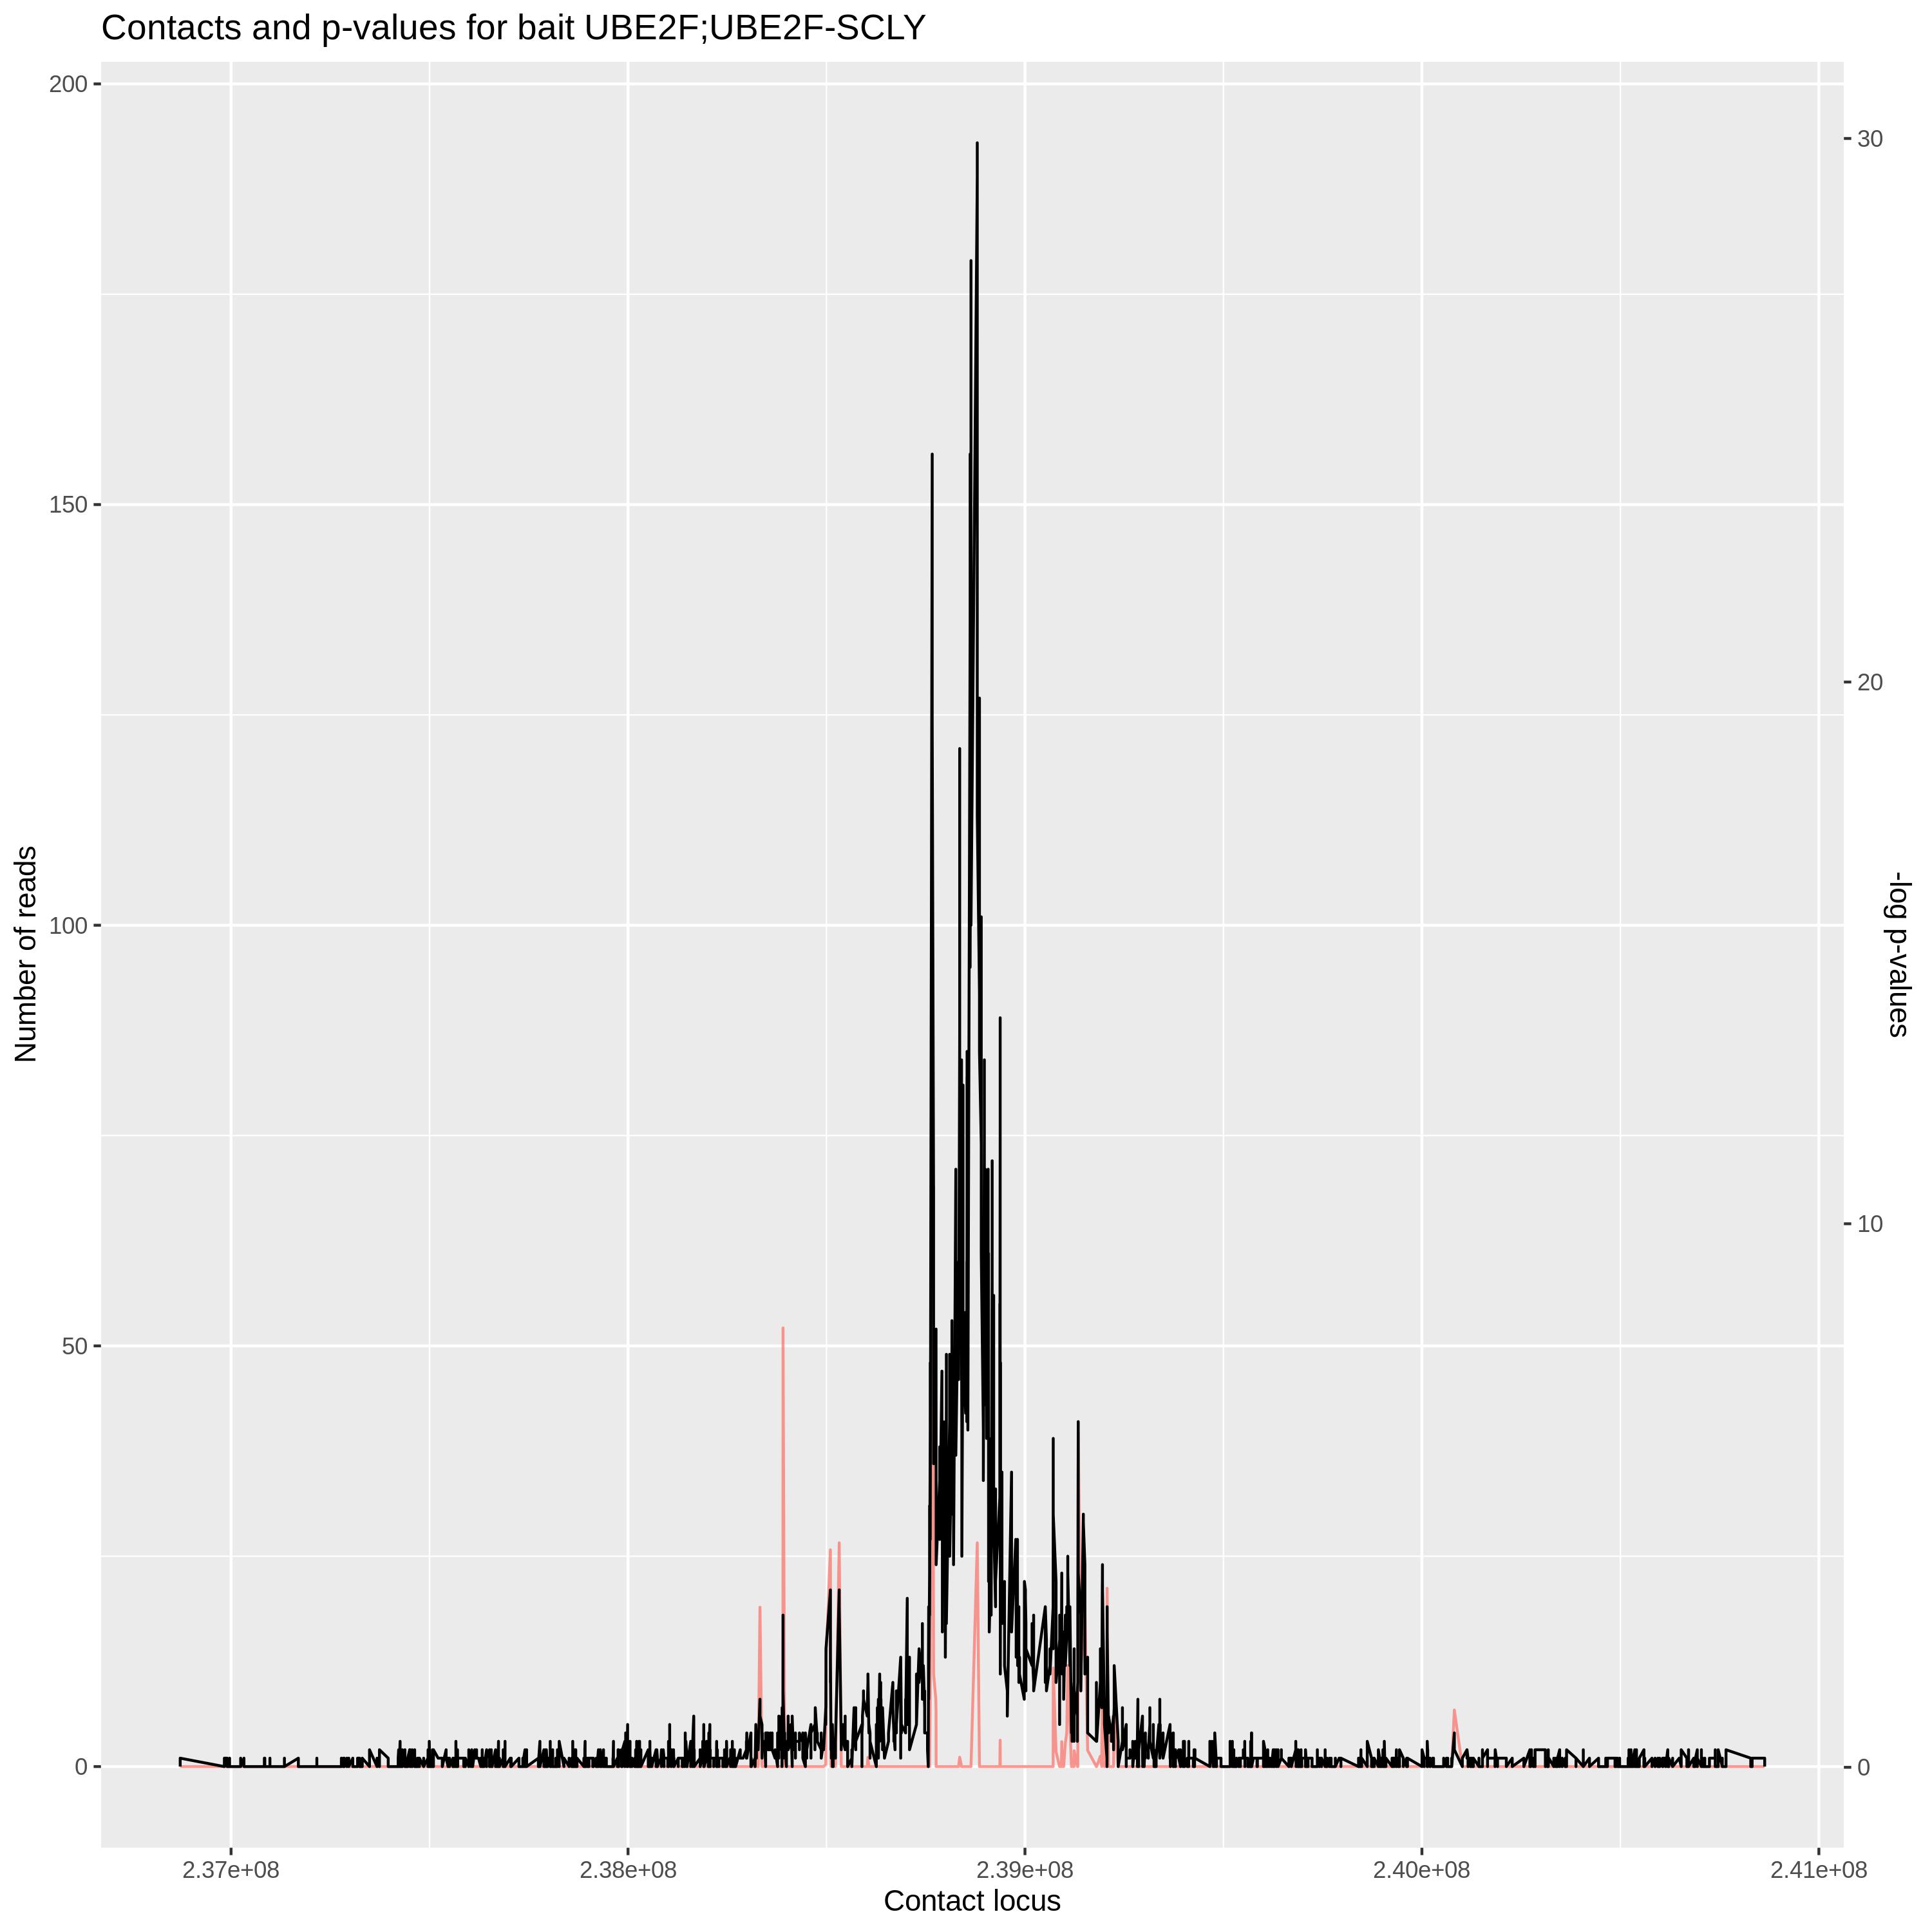 Contacts and p-values for bait UBE2F;UBE2F-SCLY
200
150
100
50
0
Number of reads
30
20
10
0
-log p-values
2.37e+08
2.38e+08
2.39e+08
2.40e+08
2.41e+08
Contact locus